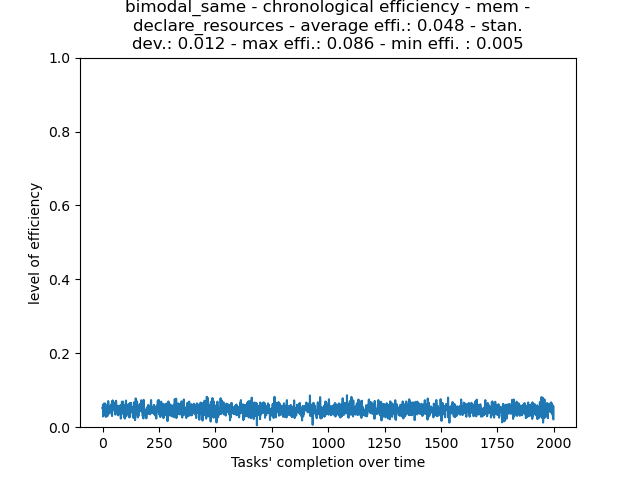 bimodal_same - chronological efficiency - mem -
declare_resources - average effi.: 0.048 - stan.
dev.: 0.012 - max effi.: 0.086 - min effi. : 0.005
1.0
0.8
0.6
0.4
0.2
0.0
level of efficiency
0 250 500 750 1000 1250 1500 1750 2000
Tasks' completion over time